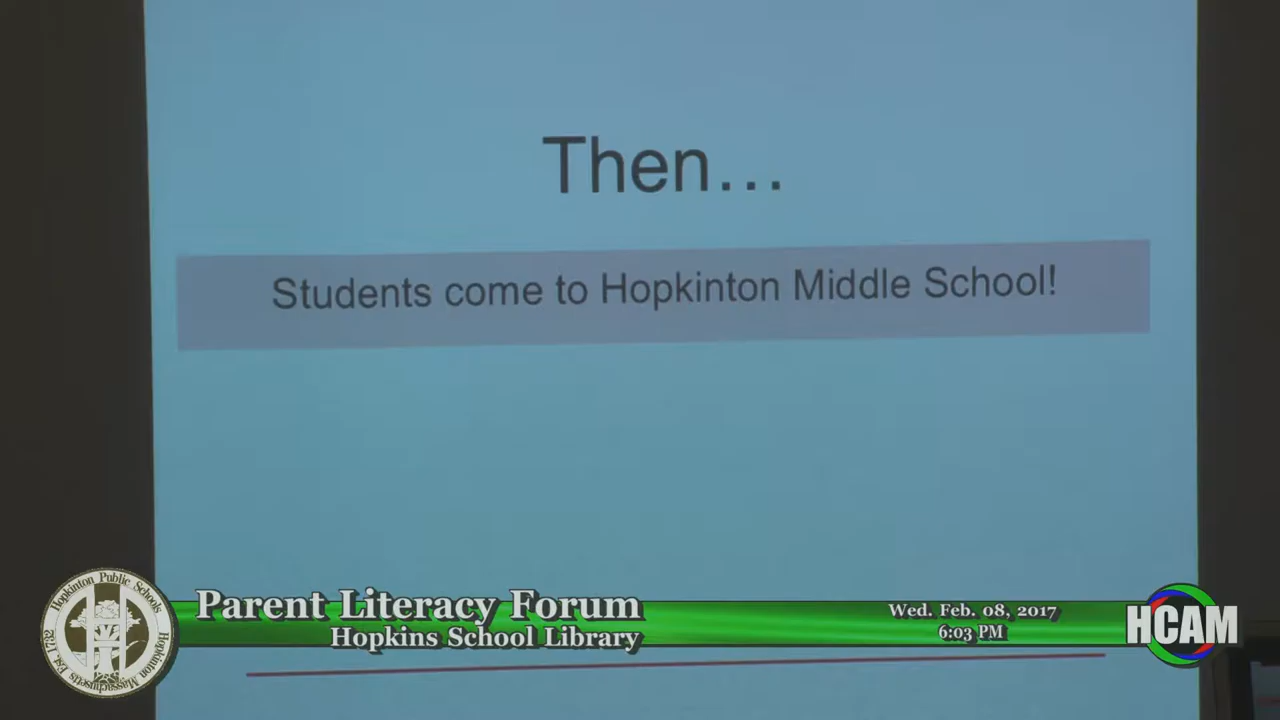 Then…
Students come to Hopkinton Middle School!
Parent Literacy Forum
Hopkins School Library
Wed. Feb. 08, 2017
6:03 PM
HCAM
Hopkinton Public Schools
Hopkinton Massachusetts Est. 1722
H